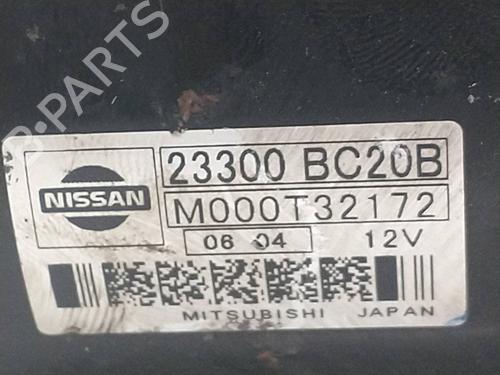 B-PARTS
NISSAN
23300 BC20B
M000T32172
06 04 12V
MITSUBISHI JAPAN